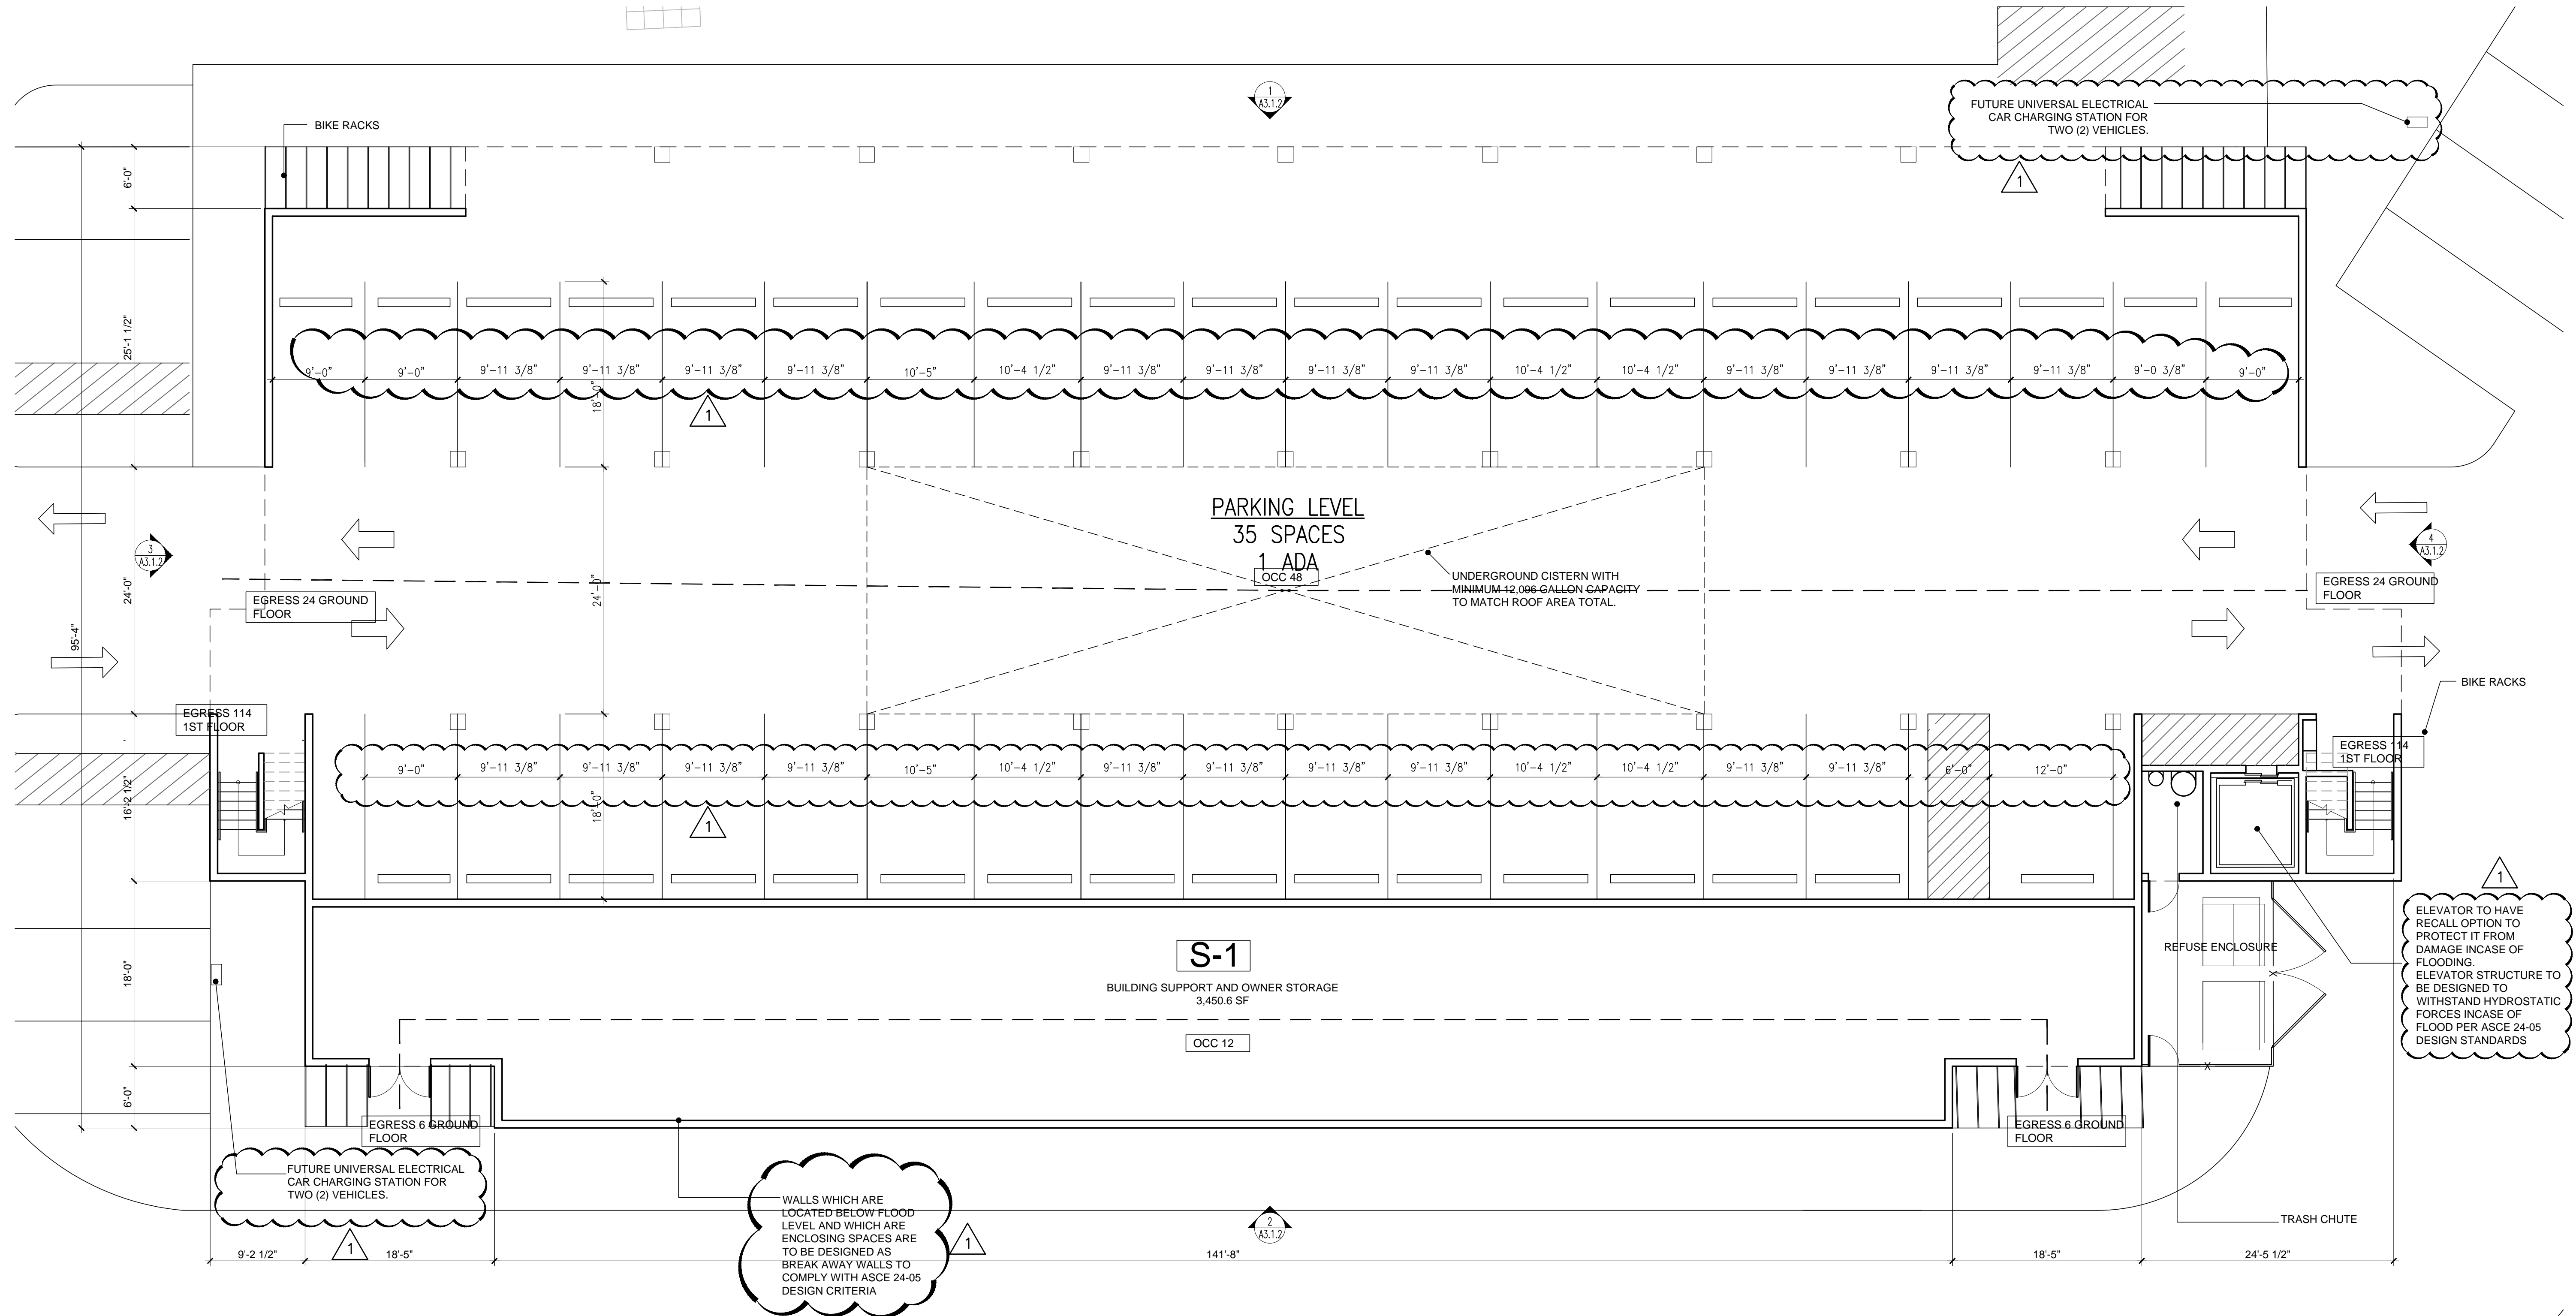 1
A3.1.2
FUTURE UNIVERSAL ELECTRICAL
CAR CHARGING STATION FOR
TWO (2) VEHICLES.
1
BIKE RACKS
6'-0"
25'-1 1/2"
24'-0"
95'-4"
16'-2 1/2"
18'-0"
6'-0"
9'-0"
9'-0"
9'-11 3/8"
9'-11 3/8"
9'-11 3/8"
9'-11 3/8"
10'-5"
10'-4 1/2"
9'-11 3/8"
9'-11 3/8"
9'-11 3/8"
9'-11 3/8"
10'-4 1/2"
10'-4 1/2"
9'-11 3/8"
9'-11 3/8"
9'-11 3/8"
9'-11 3/8"
9'-0 3/8"
9'-0"
18'-0"
1
PARKING LEVEL
35 SPACES
1 ADA
OCC 48
UNDERGROUND CISTERN WITH
MINIMUM 12,096 GALLON CAPACITY
TO MATCH ROOF AREA TOTAL.
3
A3.1.2
4
A3.1.2
24'-0"
EGRESS 24 GROUND
FLOOR
EGRESS 24 GROUND
FLOOR
BIKE RACKS
EGRESS 114
1ST FLOOR
EGRESS 114
1ST FLOOR
9'-0"
9'-11 3/8"
9'-11 3/8"
9'-11 3/8"
9'-11 3/8"
10'-5"
10'-4 1/2"
9'-11 3/8"
9'-11 3/8"
9'-11 3/8"
9'-11 3/8"
10'-4 1/2"
10'-4 1/2"
9'-11 3/8"
9'-11 3/8"
6'-0"
12'-0"
18'-0"
1
1
ELEVATOR TO HAVE
RECALL OPTION TO
PROTECT IT FROM
DAMAGE INCASE OF
FLOODING.
ELEVATOR STRUCTURE TO
BE DESIGNED TO
WITHSTAND HYDROSTATIC
FORCES INCASE OF
FLOOD PER ASCE 24-05
DESIGN STANDARDS
REFUSE ENCLOSURE
S-1
BUILDING SUPPORT AND OWNER STORAGE
3,450.6 SF
OCC 12
EGRESS 6 GROUND
FLOOR
EGRESS 6 GROUND
FLOOR
FUTURE UNIVERSAL ELECTRICAL
CAR CHARGING STATION FOR
TWO (2) VEHICLES.
1
WALLS WHICH ARE
LOCATED BELOW FLOOD
LEVEL AND WHICH ARE
ENCLOSING SPACES ARE
TO BE DESIGNED AS
BREAK AWAY WALLS TO
COMPLY WITH ASCE 24-05
DESIGN CRITERIA
1
2
A3.1.2
TRASH CHUTE
9'-2 1/2"
18'-5"
141'-8"
18'-5"
24'-5 1/2"